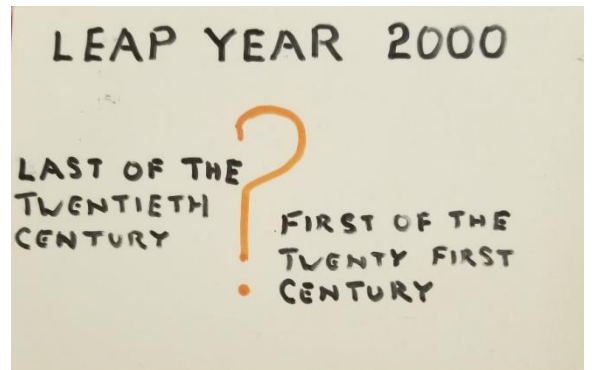 LEAP YEAR 2000
LAST OF THE
TWENTIETH
CENTURY
?
FIRST OF THE
TWENTY FIRST
CENTURY